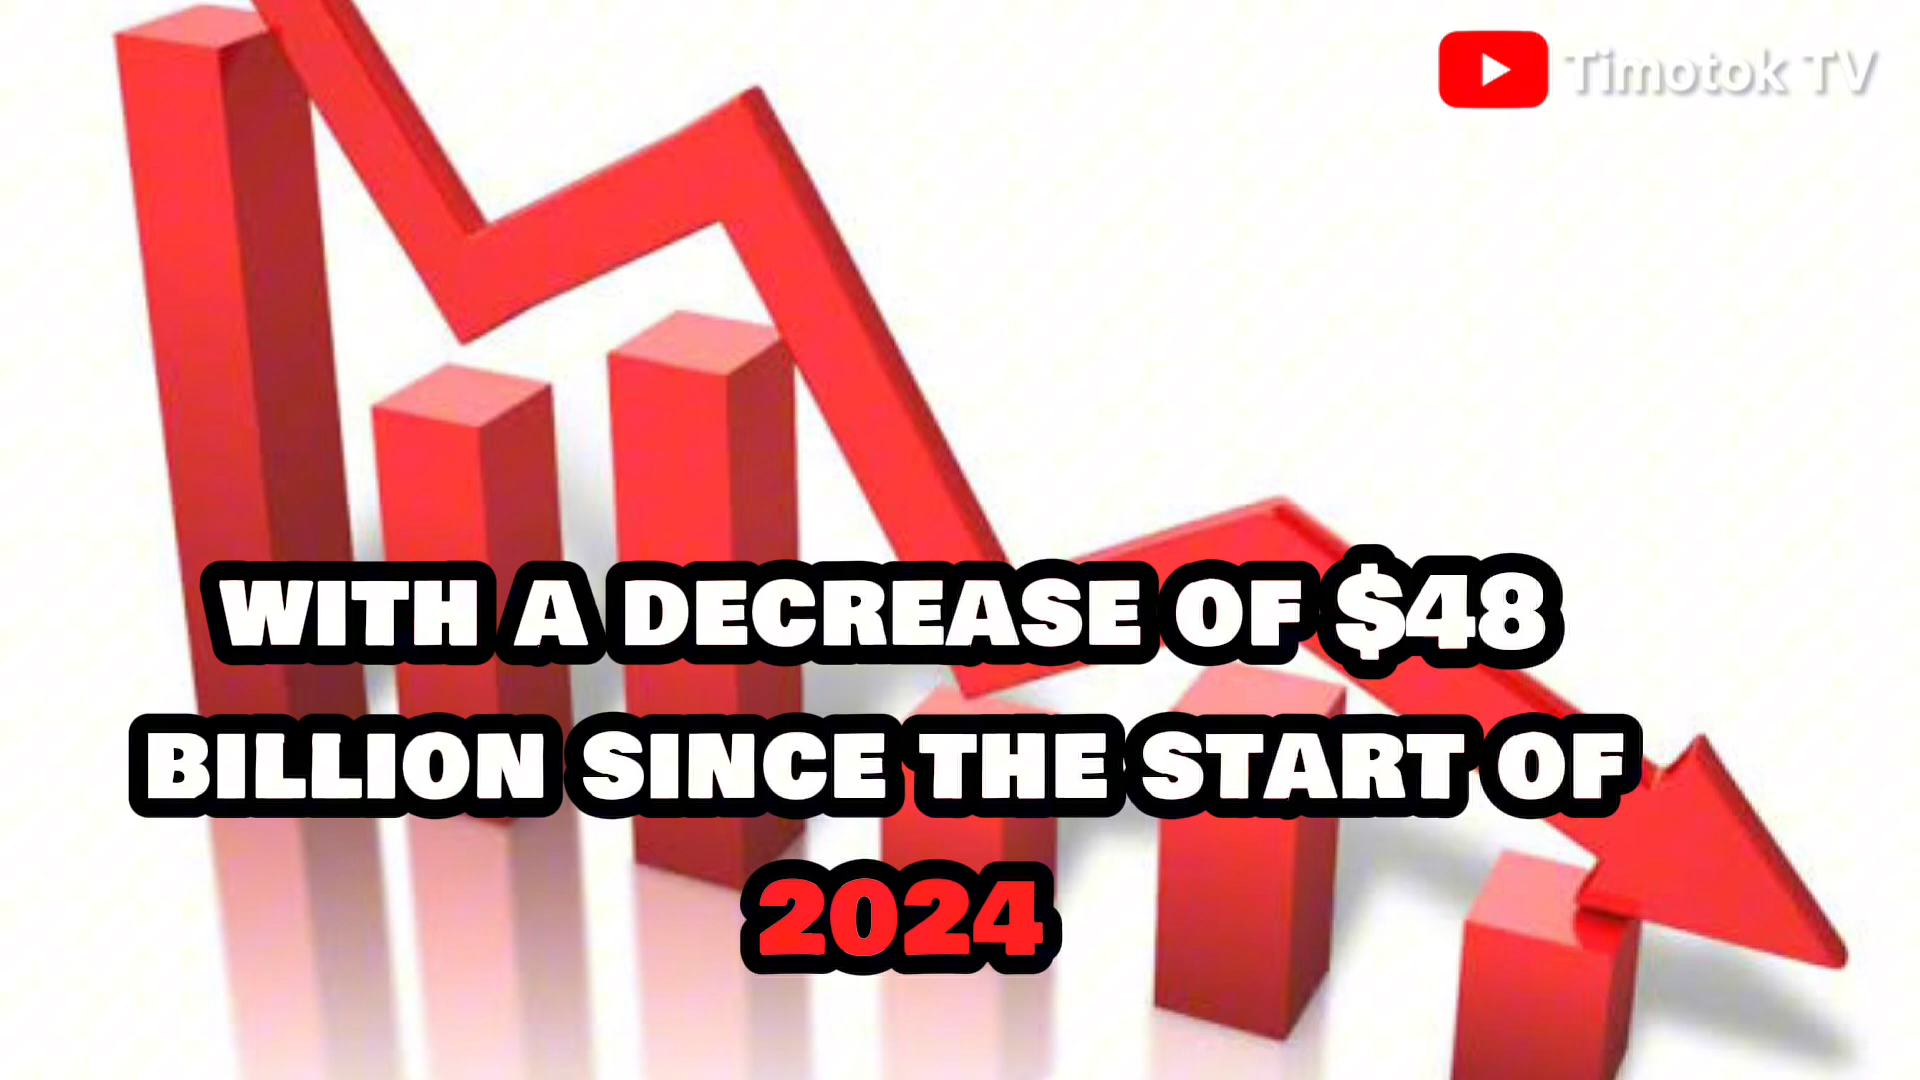 Timotok TV
WITH A DECREASE OF $48
BILLION SINCE THE START OF
2024